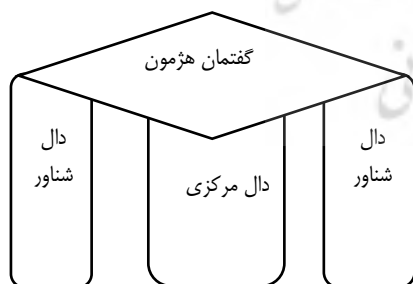 گفتمان هژمون
دال
شناور
دال مرکزی
دال
شناور